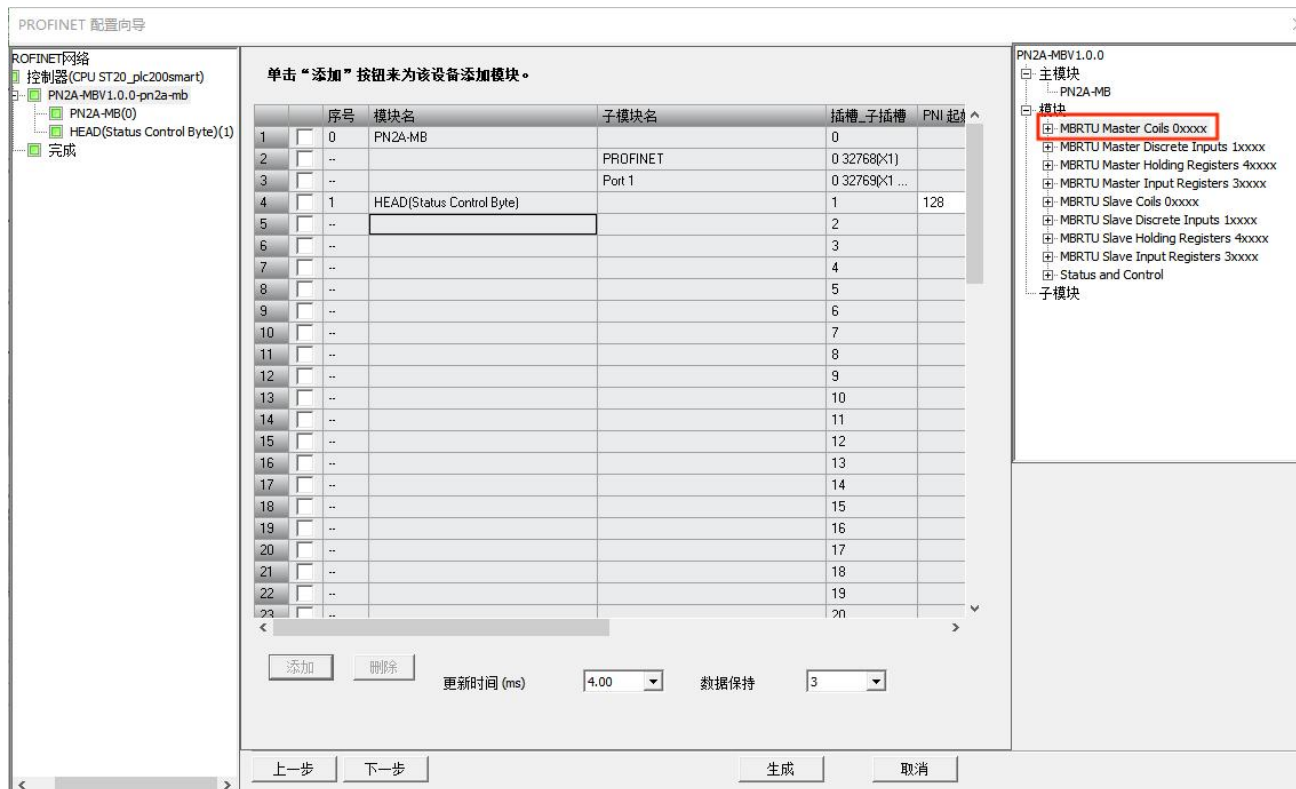 PROFINET 配置向导
ROFINET网络
控制器(CPU ST20_plc200smart)
PN2A-MBV1.0.0-pn2a-mb
PN2A-MB(0)
HEAD(Status Control Byte)(1)
完成
单击“添加”按钮来为该设备添加模块。
序号 模块名 子模块名 插槽_子插槽 PNI 起始
1 0 PN2A-MB 0
2 -- PROFINET 0 32768(X1)
3 -- Port 1 0 32769(X1 ...
4 1 HEAD(Status Control Byte) 1 128
5 -- 2
6 -- 3
7 -- 4
8 -- 5
9 -- 6
10 -- 7
11 -- 8
12 -- 9
13 -- 10
14 -- 11
15 -- 12
16 -- 13
17 -- 14
18 -- 15
19 -- 16
20 -- 17
21 -- 18
22 -- 19
23 -- 20
添加 删除 更新时间 (ms) 4.00 数据保持 3
上一步 下一步 生成 取消
PN2A-MBV1.0.0
主模块
PN2A-MB
模块
MBRTU Master Coils 0xxxx
MBRTU Master Discrete Inputs 1xxxx
MBRTU Master Holding Registers 4xxxx
MBRTU Master Input Registers 3xxxx
MBRTU Slave Coils 0xxxx
MBRTU Slave Discrete Inputs 1xxxx
MBRTU Slave Holding Registers 4xxxx
MBRTU Slave Input Registers 3xxxx
Status and Control
子模块